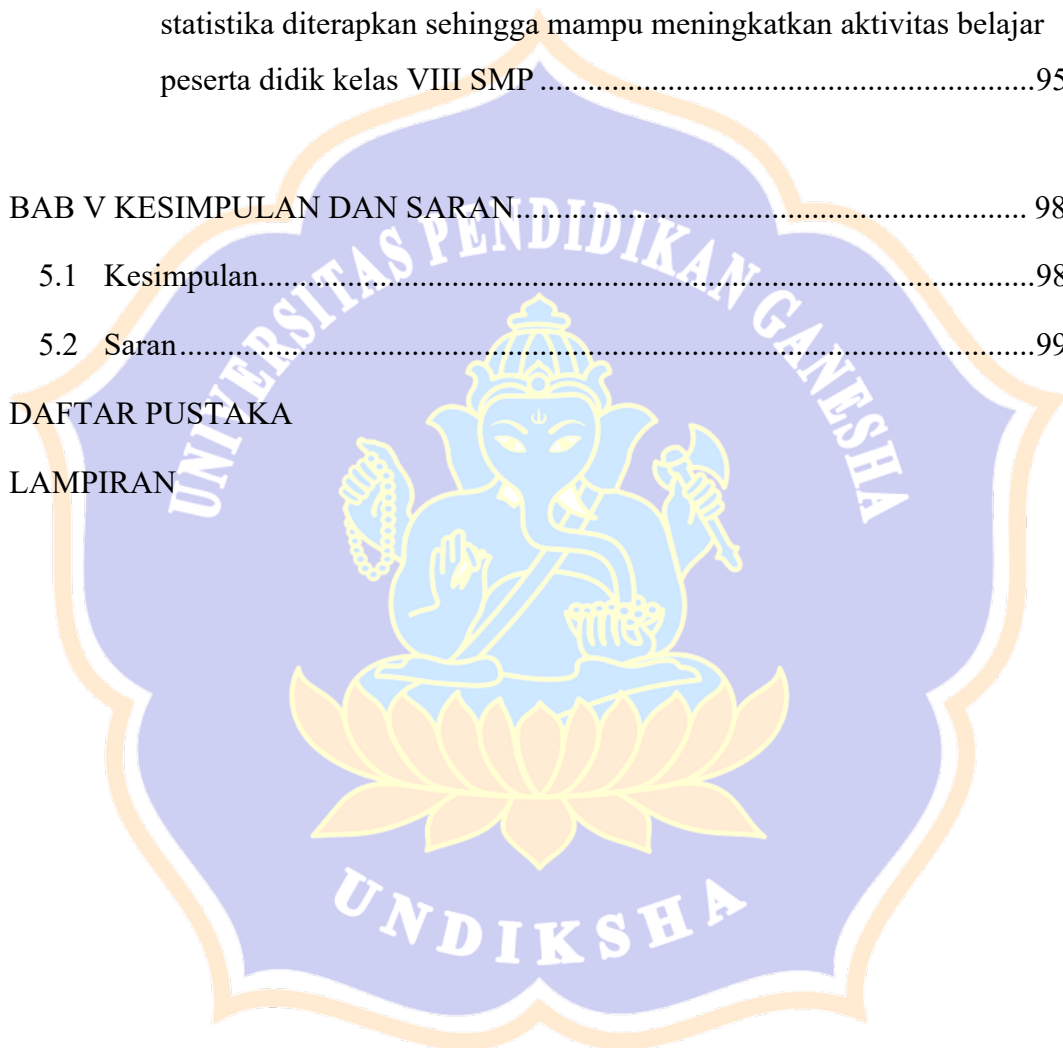 statistika diterapkan sehingga mampu meningkatkan aktivitas belajar
peserta didik kelas VIII SMP ............................................................95
BAB V KESIMPULAN DAN SARAN.............................................................. 98
5.1 Kesimpulan..............................................................................................98
5.2 Saran........................................................................................................99
DAFTAR PUSTAKA
LAMPIRAN
UNIVERSITAS PENDIDIKAN GANESHA
UNDIKSHA